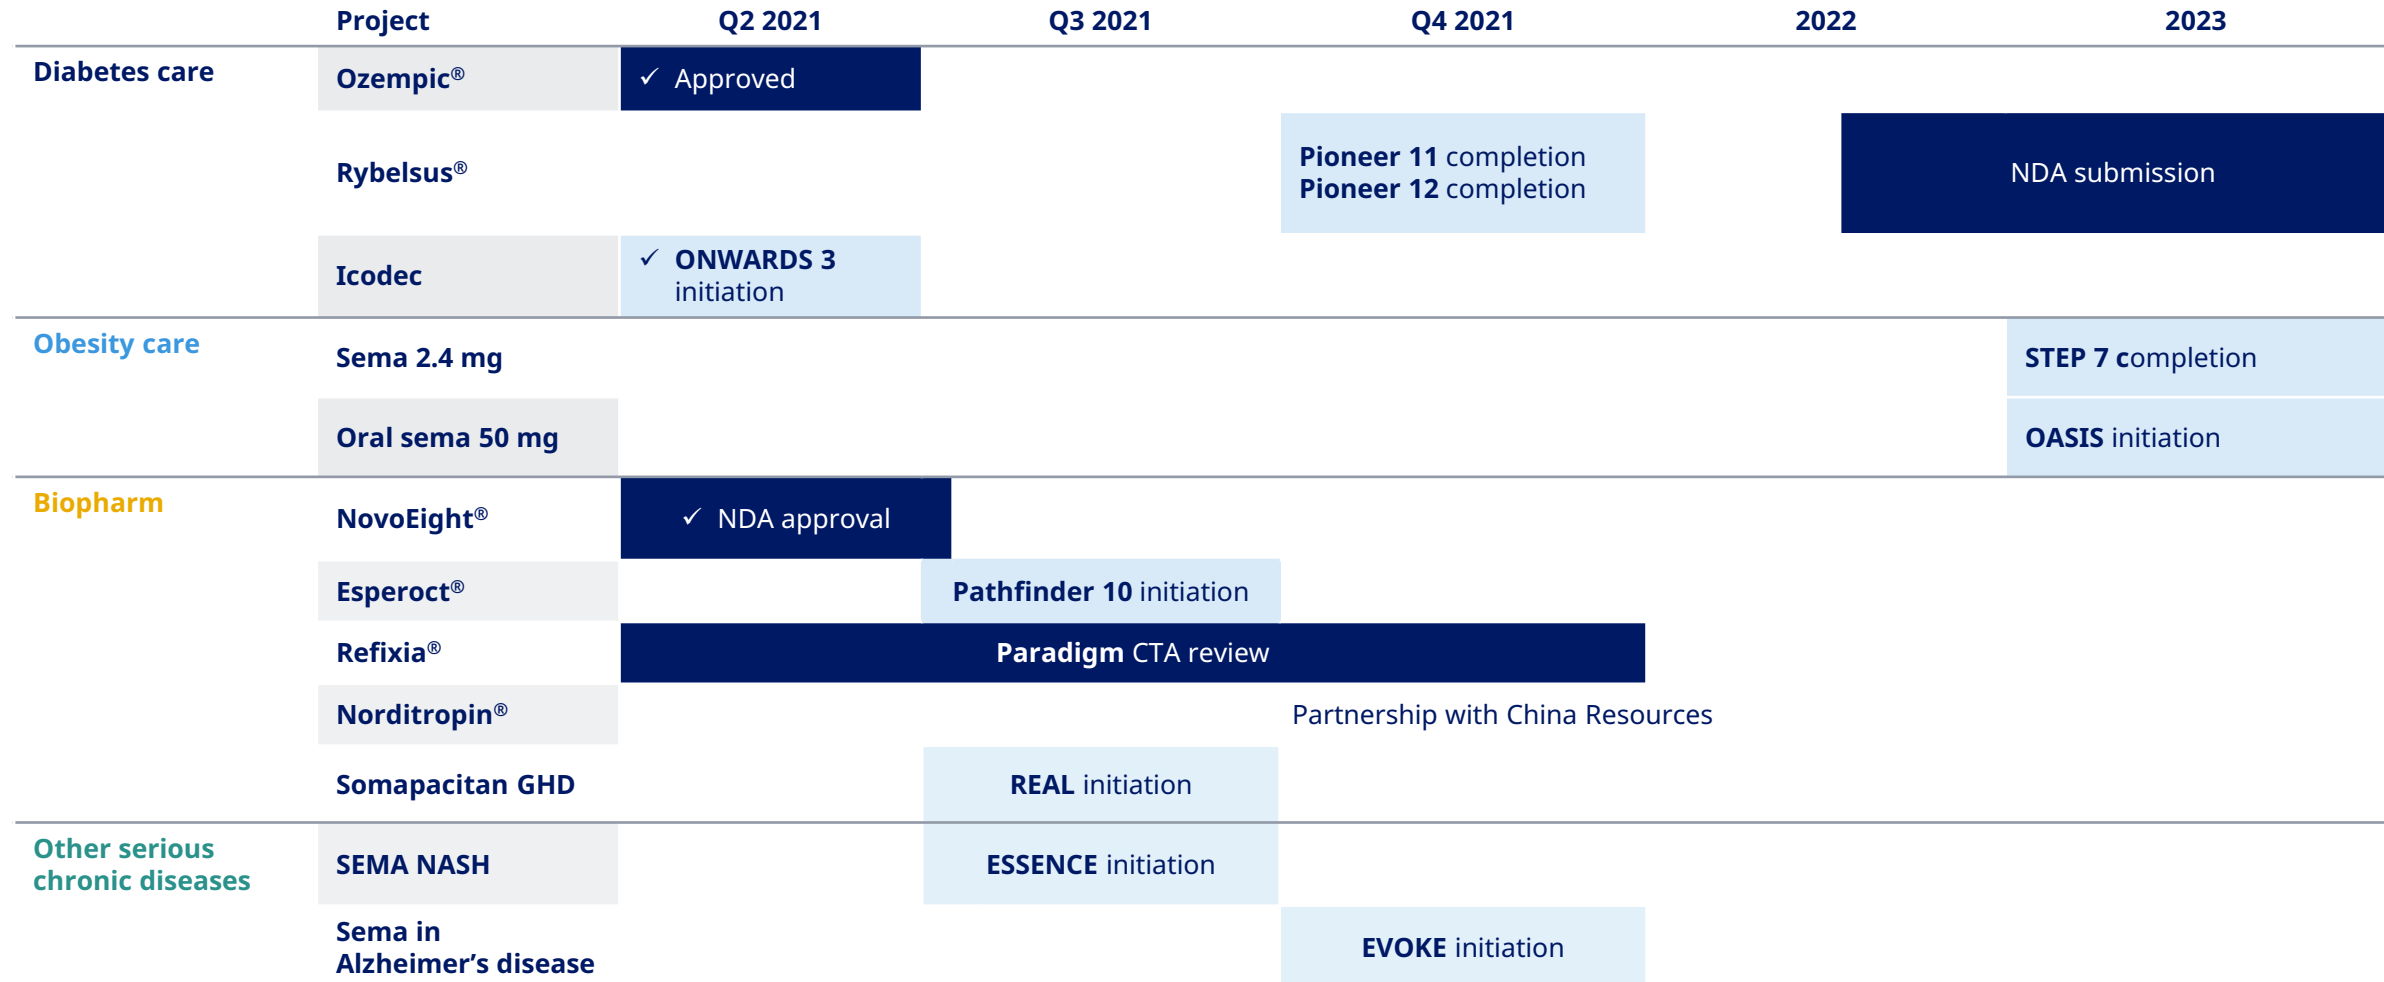 Project Q2 2021 Q3 2021 Q4 2021 2022 2023
Diabetes care
Ozempic®
✓ Approved
Rybelsus®
Pioneer 11 completion
Pioneer 12 completion
NDA submission
Icodec
✓ ONWARDS 3
initiation
Obesity care
Sema 2.4 mg
STEP 7 completion
Oral sema 50 mg
OASIS initiation
Biopharm
NovoEight®
✓ NDA approval
Esperoct®
Pathfinder 10 initiation
Refixia®
Paradigm CTA review
Norditropin®
Partnership with China Resources
Somapacitan GHD
REAL initiation
Other serious
chronic diseases
SEMA NASH
ESSENCE initiation
Sema in
Alzheimer’s disease
EVOKE initiation